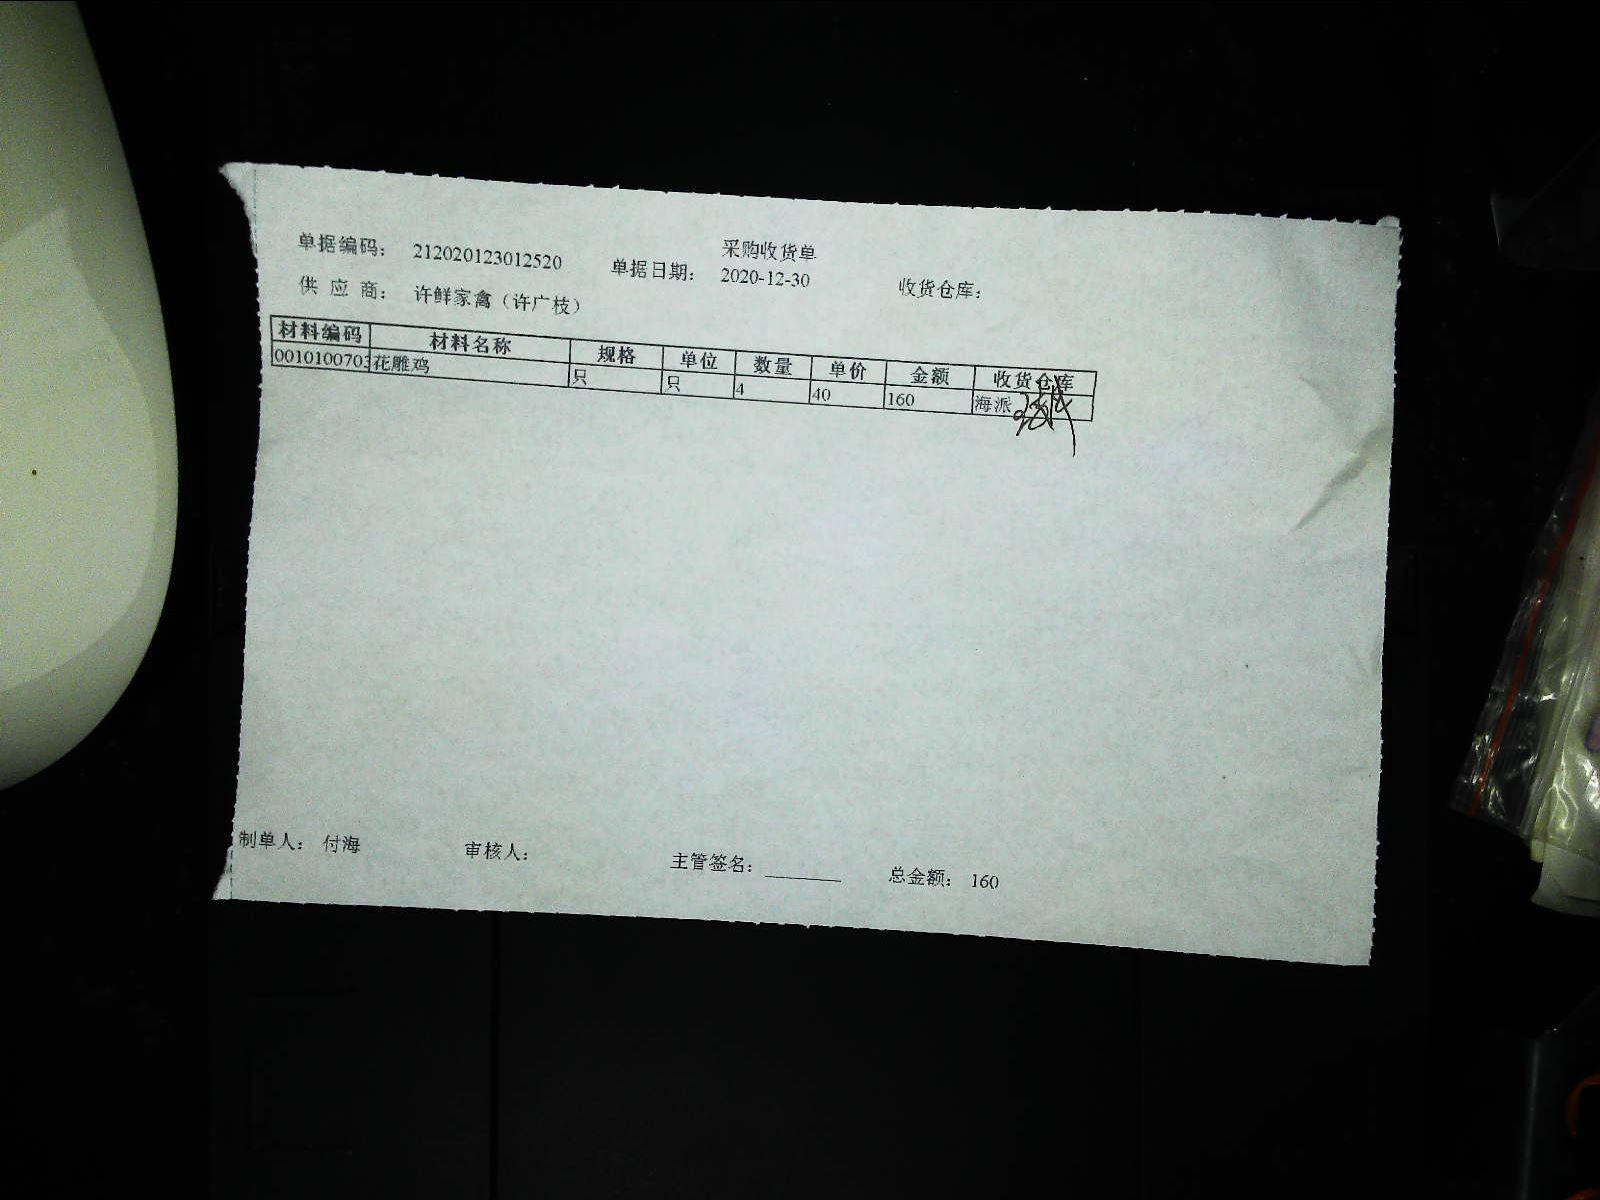 采购收货单
单据编码: 212020123012520 单据日期: 2020-12-30 收货仓库:
供 应 商: 许鲜家禽（许广枝）
材料编码 材料名称 规格 单位 数量 单价 金额 收货仓库
0010100703 花雕鸡 只 只 4 40 160 海派
制单人: 付海 审核人: 主管签名: ________ 总金额: 160